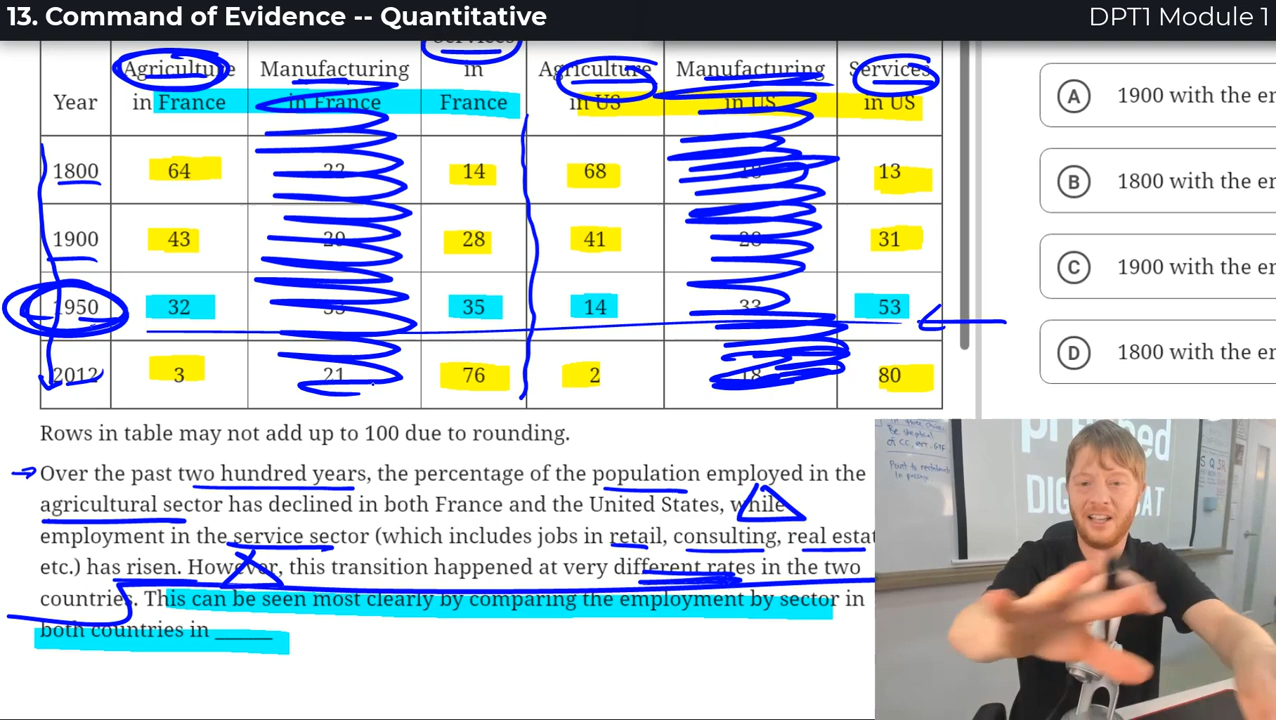 13. Command of Evidence -- Quantitative
DPT1 Module 1
Services
Agriculture Manufacturing in Agriculture Manufacturing Services
Year in France in France France in US in US in US
1800 64 22 14 68 13
1900 43 29 28 41 28 31
1950 32 33 35 14 33 53
2012 3 21 76 2 18 80
Rows in table may not add up to 100 due to rounding.
Over the past two hundred years, the percentage of the population employed in the
agricultural sector has declined in both France and the United States, while
employment in the service sector (which includes jobs in retail, consulting, real estat
etc.) has risen. However, this transition happened at very different rates in the two
countries. This can be seen most clearly by comparing the employment by sector in
both countries in ______
A 1900 with the er
B 1800 with the er
C 1900 with the er
D 1800 with the er